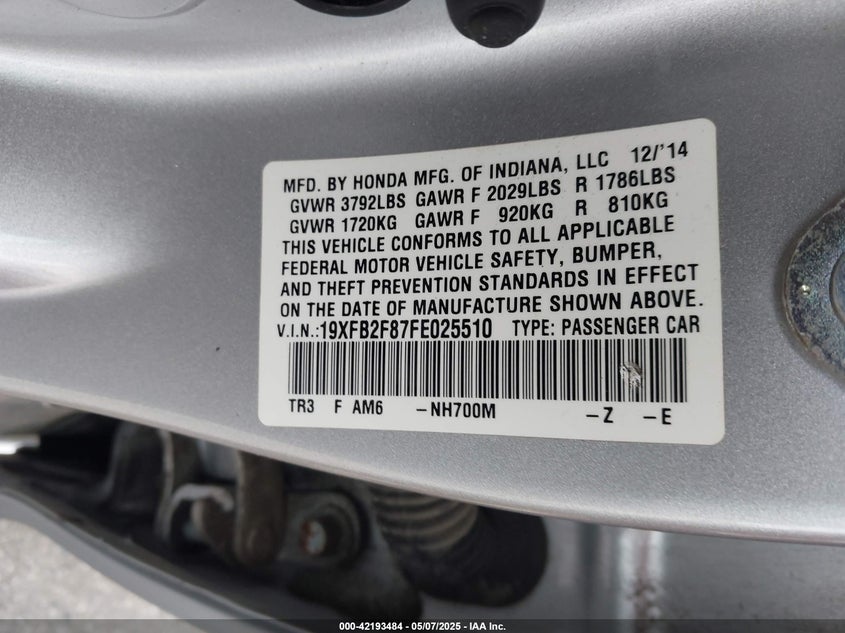 MFD. BY HONDA MFG. OF INDIANA, LLC 12/'14
GVWR 3792LBS GAWR F 2029LBS R 1786LBS
GVWR 1720KG GAWR F 920KG R 810KG
THIS VEHICLE CONFORMS TO ALL APPLICABLE
FEDERAL MOTOR VEHICLE SAFETY, BUMPER,
AND THEFT PREVENTION STANDARDS IN EFFECT
ON THE DATE OF MANUFACTURE SHOWN ABOVE.
V.I.N.:19XFB2F87FE025510 TYPE: PASSENGER CAR
TR3 F AM6 -NH700M -Z -E
000-42193484 - 05/07/2025 - IAA Inc.